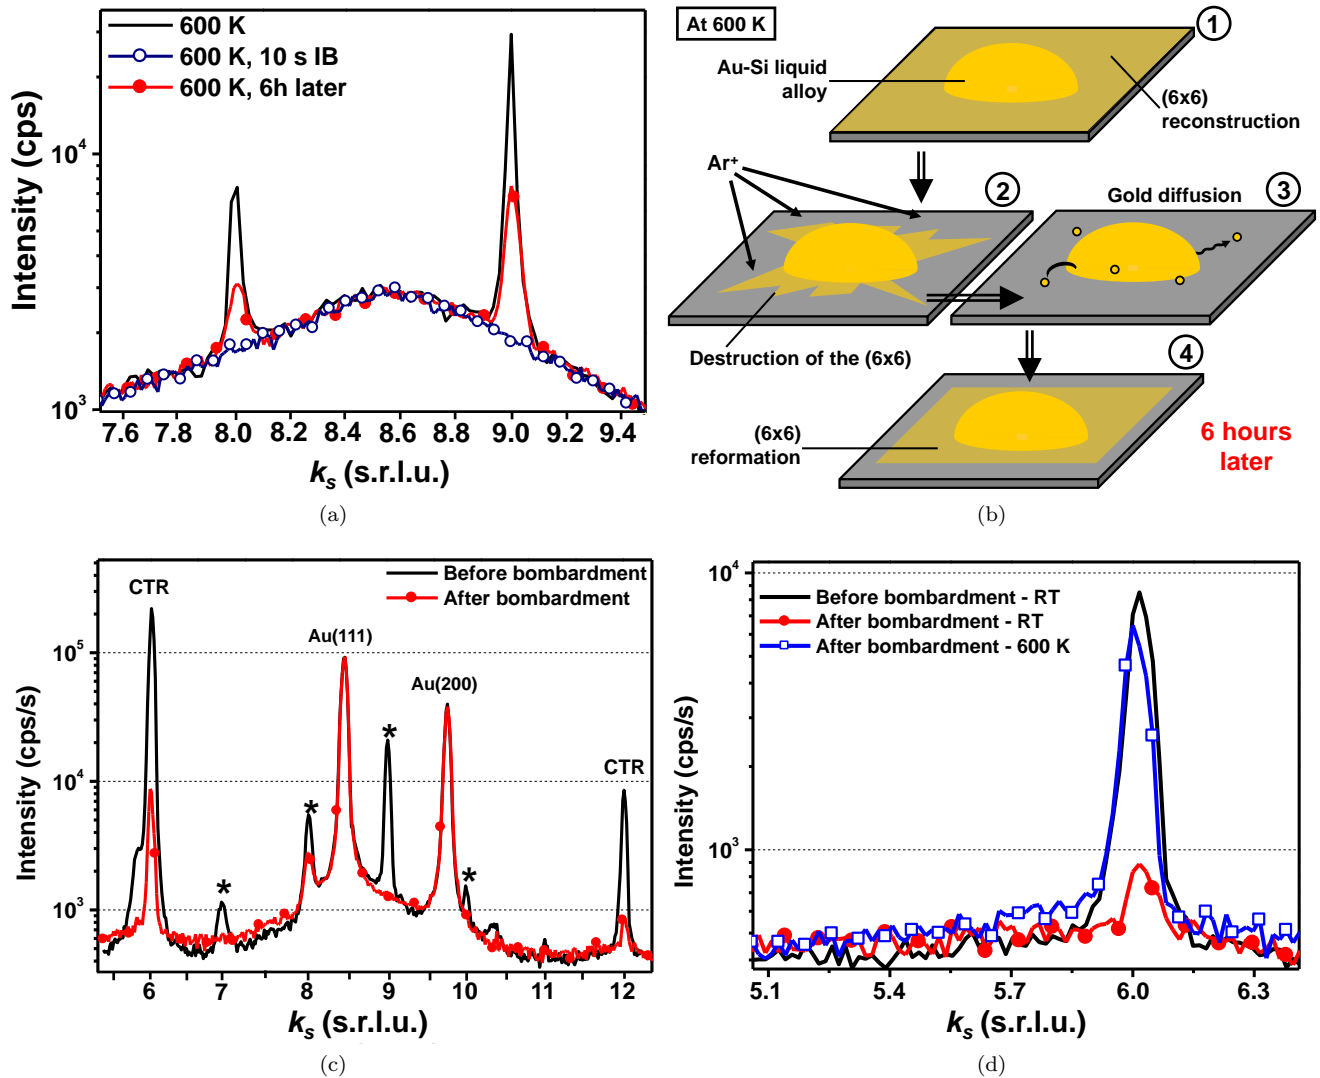 600 K
600 K, 10 s IB
600 K, 6h later
Intensity (cps)
10⁴
10³
7.6 7.8 8.0 8.2 8.4 8.6 8.8 9.0 9.2 9.4
kₛ (s.r.l.u.)
(a)
At 600 K
1
Au-Si liquid
alloy
(6x6)
reconstruction
Ar⁺
2
3
Gold diffusion
Destruction of the (6x6)
4
(6x6)
reformation
6 hours
later
(b)
Before bombardment
After bombardment
CTR
Au(111)
Au(200)
CTR
*
*
*
*
Intensity (cps/s)
10⁵
10⁴
10³
6 7 8 9 10 11 12
kₛ (s.r.l.u.)
(c)
Before bombardment - RT
After bombardment - RT
After bombardment - 600 K
Intensity (cps/s)
10⁴
10³
5.1 5.4 5.7 6.0 6.3
kₛ (s.r.l.u.)
(d)